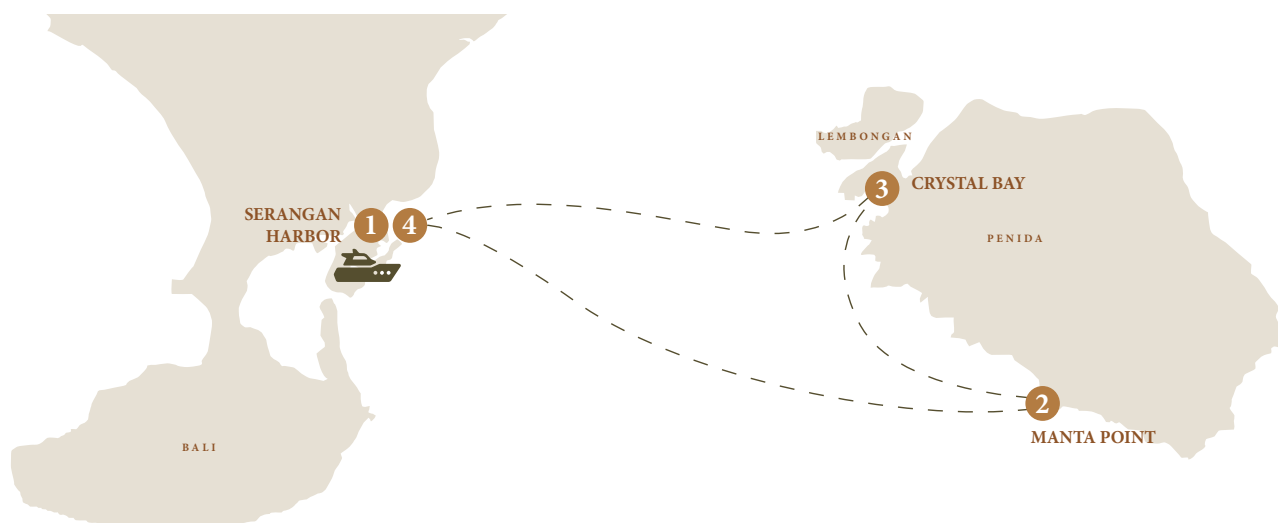 LEMBONGAN
3 CRYSTAL BAY
SERANGAN
HARBOR
1 4
PENIDA
2
MANTA POINT
BALI